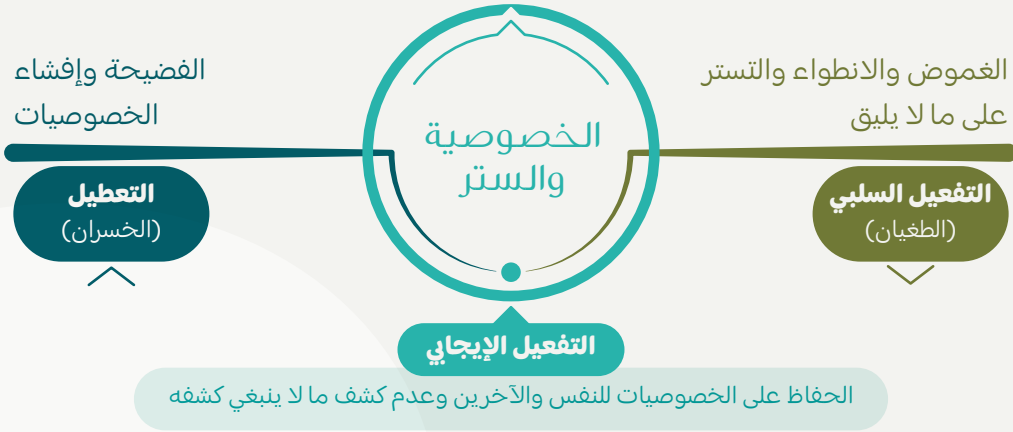 الغموض والانطواء والتستر
على ما لا يليق
التفعيل السلبي
(الطغيان)
الخصوصية
والستر
الفضيحة وإفشاء
الخصوصيات
التعطيل
(الخسران)
التفعيل الإيجابي
الحفاظ على الخصوصيات للنفس والآخرين وعدم كشف ما لا ينبغي كشفه